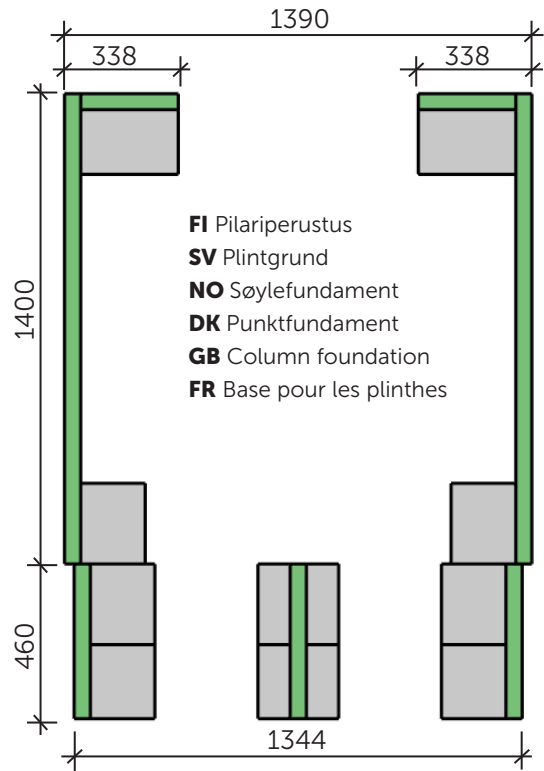 1390
338 338
1400
FI Pilariperustus
SV Plintgrund
NO Søylefundament
DK Punktfundament
GB Column foundation
FR Base pour les plinthes
460
1344